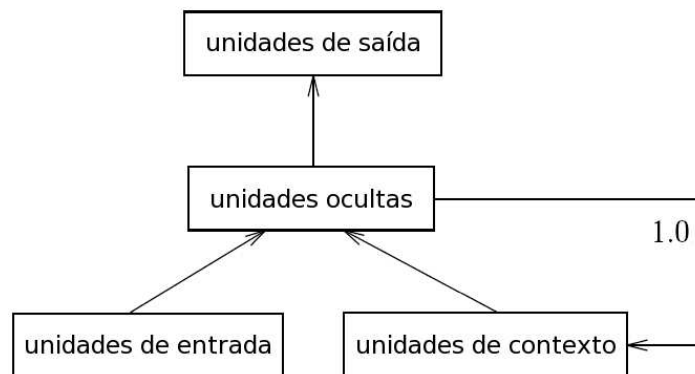 unidades de saída
unidades ocultas
1.0
unidades de entrada
unidades de contexto